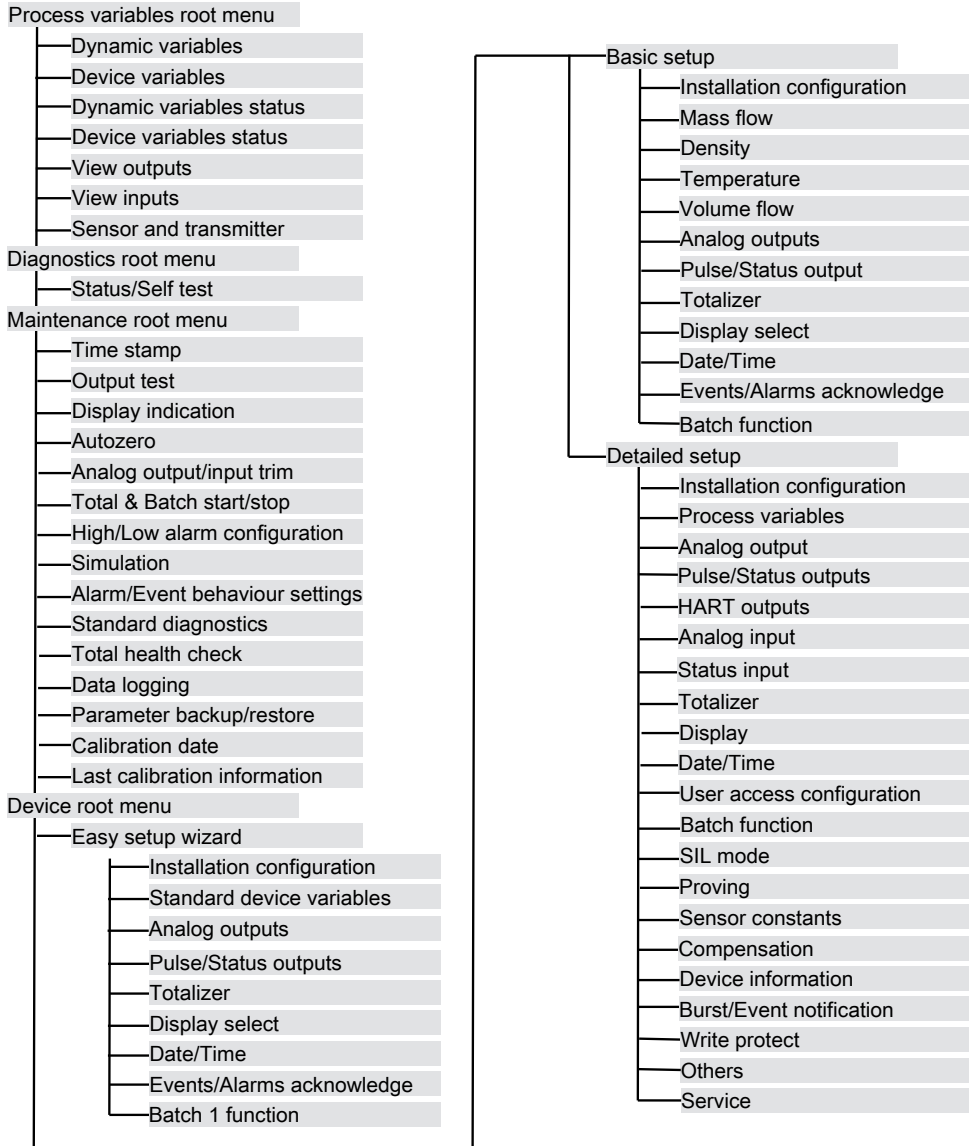 Process variables root menu
Dynamic variables
Device variables
Dynamic variables status
Device variables status
View outputs
View inputs
Sensor and transmitter
Diagnostics root menu
Status/Self test
Maintenance root menu
Time stamp
Output test
Display indication
Autozero
Analog output/input trim
Total & Batch start/stop
High/Low alarm configuration
Simulation
Alarm/Event behaviour settings
Standard diagnostics
Total health check
Data logging
Parameter backup/restore
Calibration date
Last calibration information
Device root menu
Easy setup wizard
Installation configuration
Standard device variables
Analog outputs
Pulse/Status outputs
Totalizer
Display select
Date/Time
Events/Alarms acknowledge
Batch 1 function
Basic setup
Installation configuration
Mass flow
Density
Temperature
Volume flow
Analog outputs
Pulse/Status output
Totalizer
Display select
Date/Time
Events/Alarms acknowledge
Batch function
Detailed setup
Installation configuration
Process variables
Analog output
Pulse/Status outputs
HART outputs
Analog input
Status input
Totalizer
Display
Date/Time
User access configuration
Batch function
SIL mode
Proving
Sensor constants
Compensation
Device information
Burst/Event notification
Write protect
Others
Service